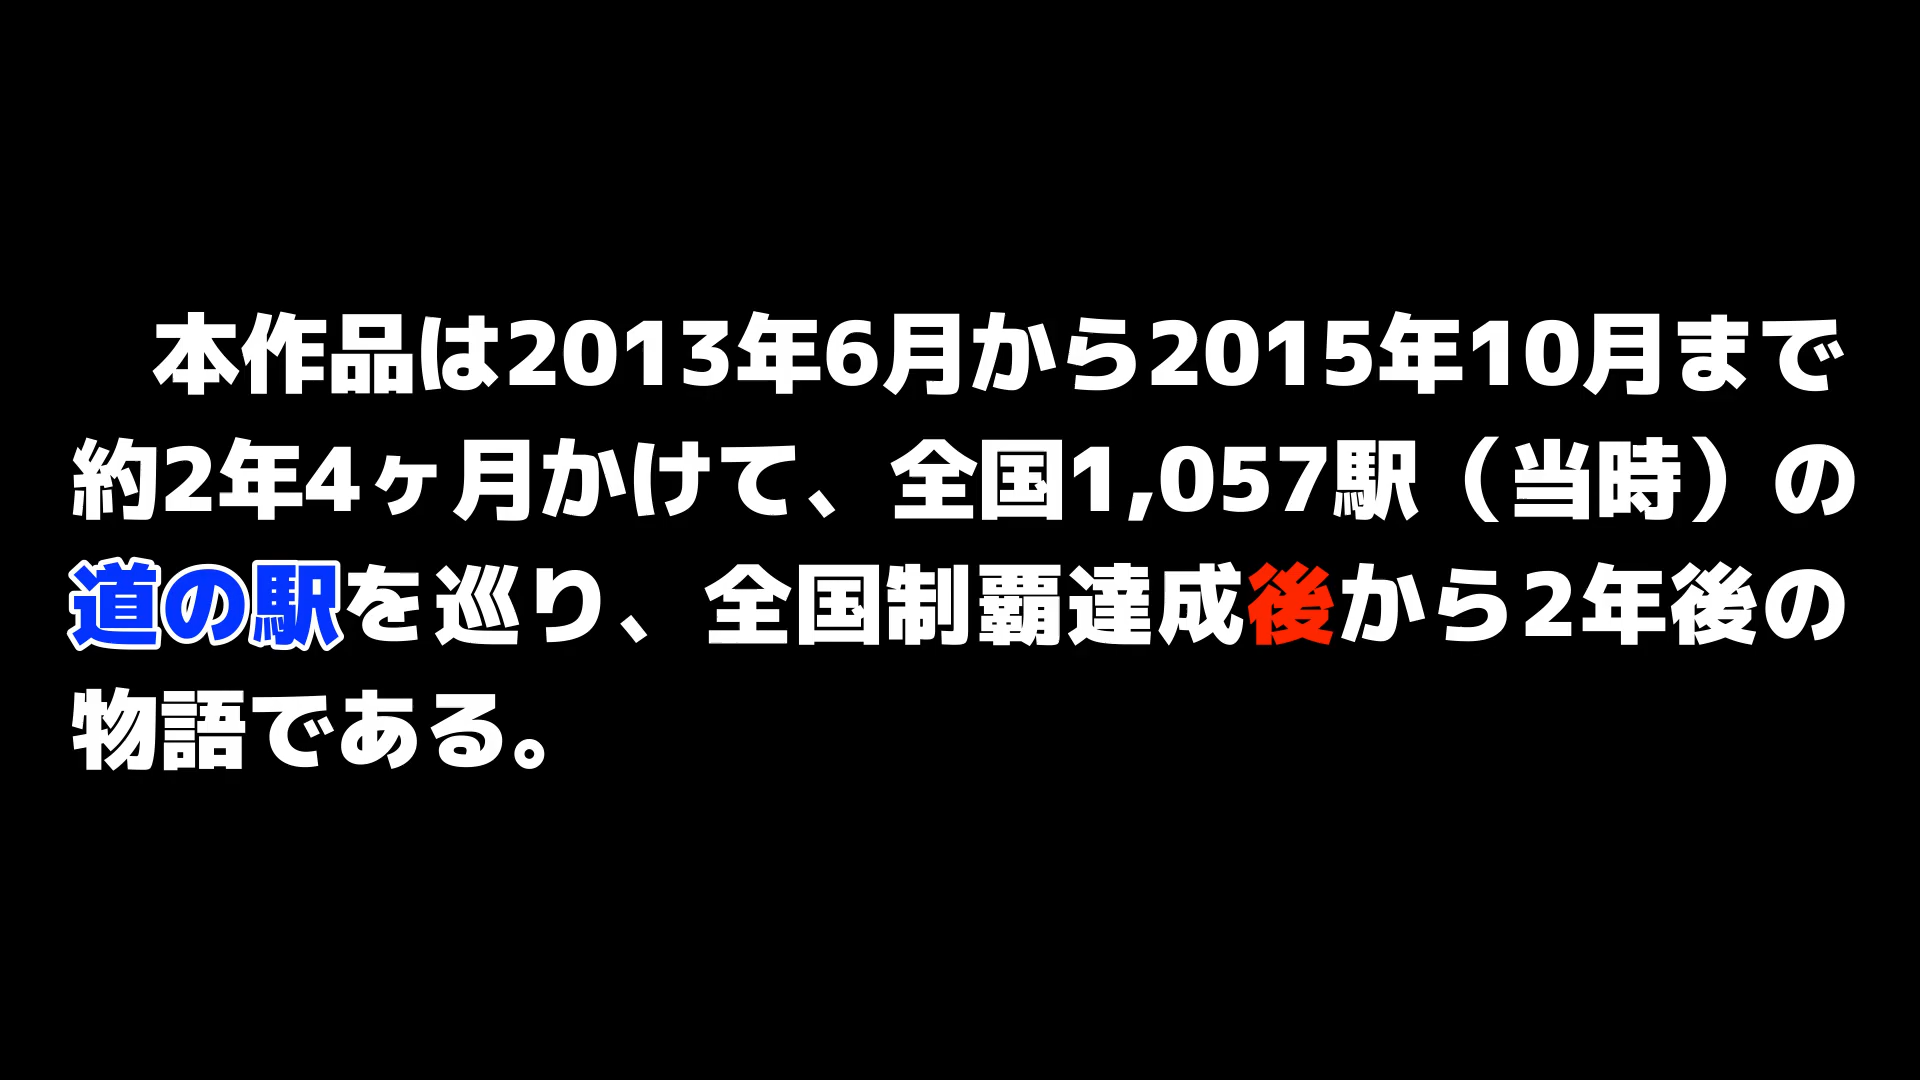 本作品は2013年6月から2015年10月まで
約2年4ヶ月かけて、全国1,057駅（当時）の
道の駅を巡り、全国制覇達成後から2年後の
物語である。